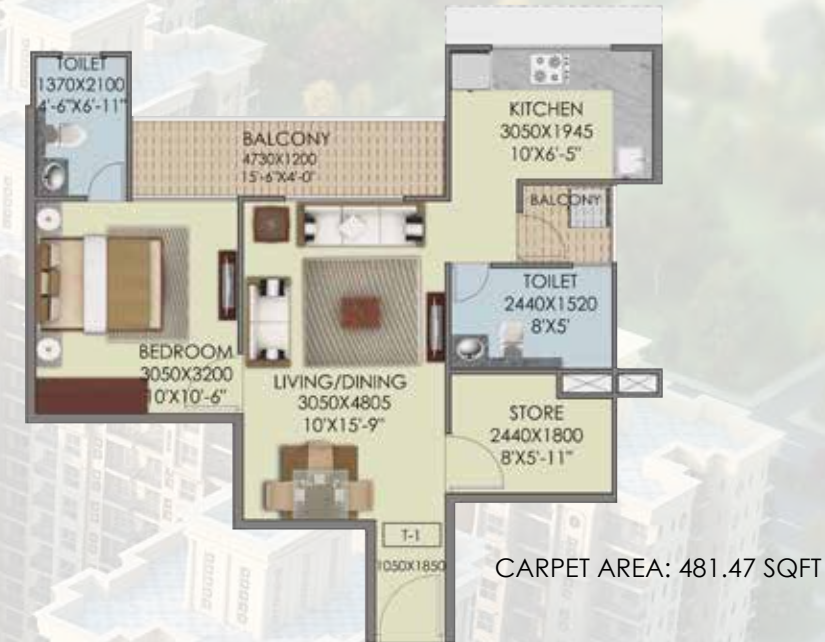 TOILET
1370X2100
4'-6"X6'-11"
BALCONY
4730X1200
15'-6"X4'-0"
KITCHEN
3050X1945
10'X6'-5"
BALCONY
TOILET
2440X1520
8'X5'
BEDROOM
3050X3200
10'X10'-6"
LIVING/DINING
3050X4805
10'X15'-9"
STORE
2440X1800
8'X5'-11"
T-1
1050X1850
CARPET AREA: 481.47 SQFT